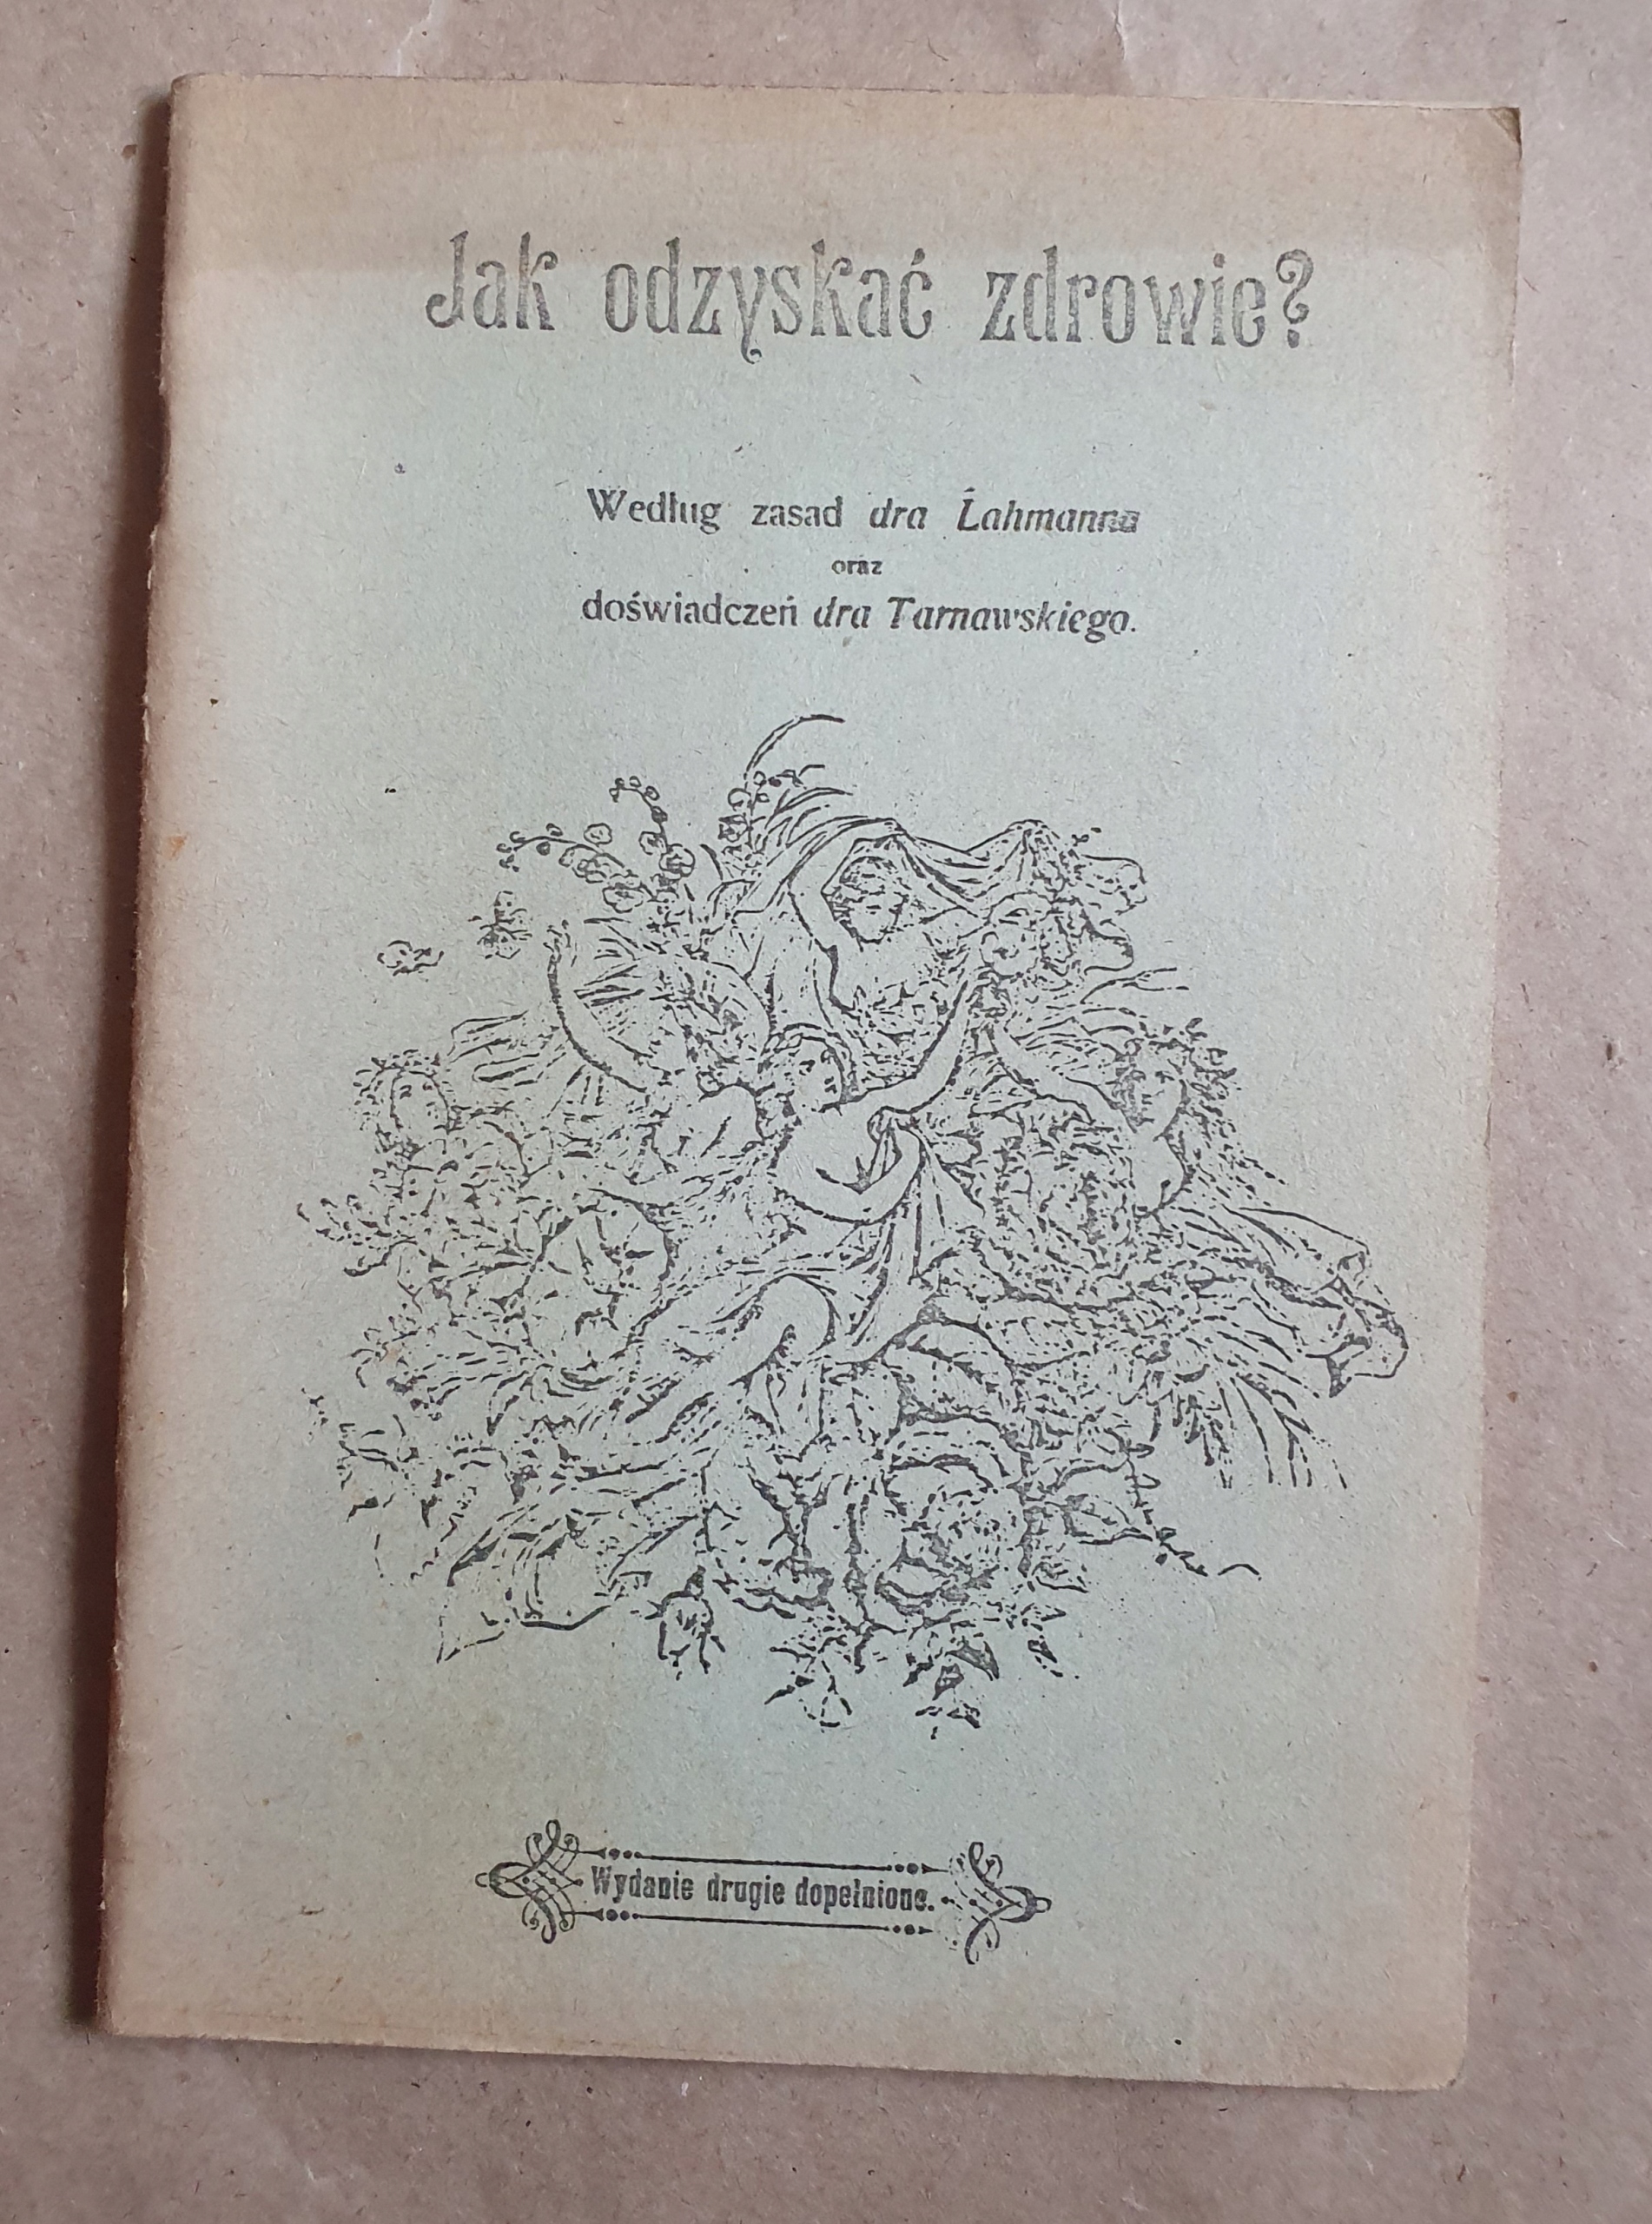 Jak odzyskać zdrowie?
Według zasad dra Lahmanna
oraz
doświadczeń dra Tarnawskiego.
Wydanie drugie dopełnione.